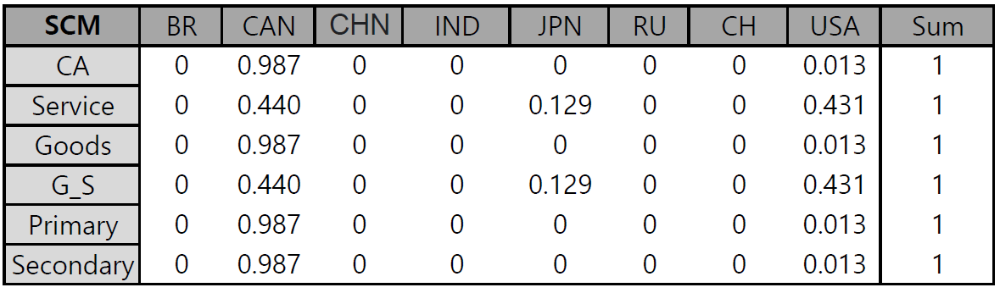 SCM BR CAN CHN IND JPN RU CH USA Sum
CA 0 0.987 0 0 0 0 0 0.013 1
Service 0 0.440 0 0 0.129 0 0 0.431 1
Goods 0 0.987 0 0 0 0 0 0.013 1
G_S 0 0.440 0 0 0.129 0 0 0.431 1
Primary 0 0.987 0 0 0 0 0 0.013 1
Secondary 0 0.987 0 0 0 0 0 0.013 1